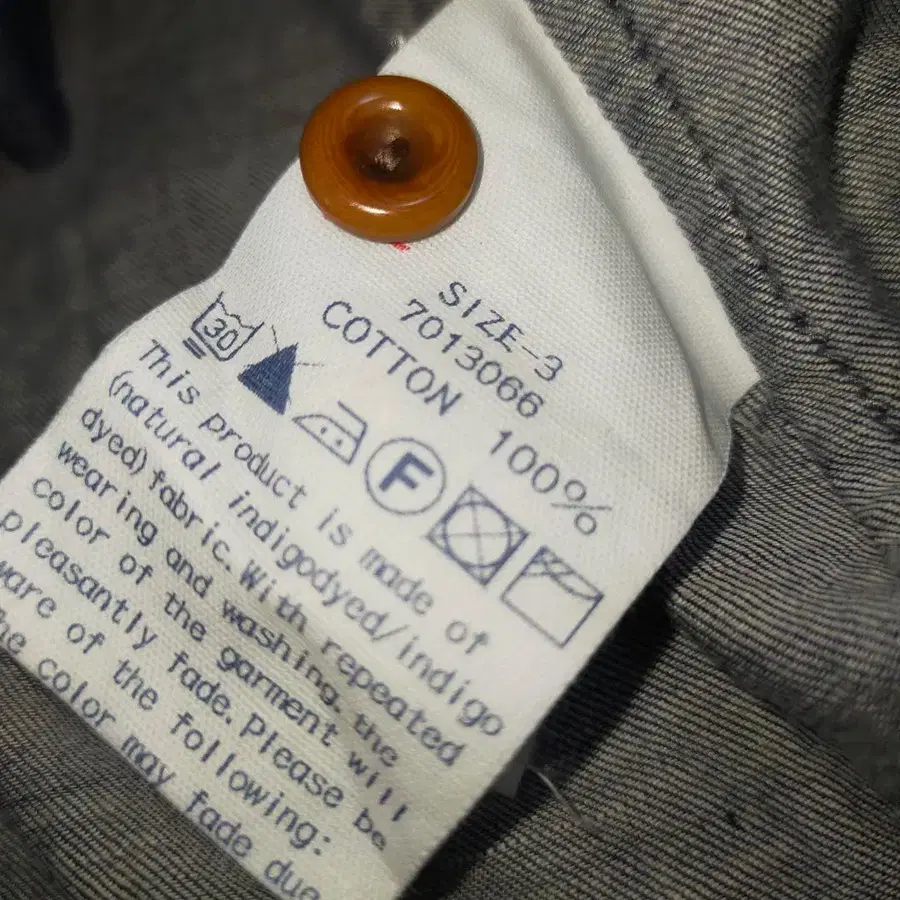 SIZE-3
7013066
COTTON 100%
30
F
This product is made of
(natural indigodyed/indigo
dyed) fabric. With repeated
wearing and washing, the
color of the garment will
pleasantly fade. Please be
ware of the following:
he color may fade due